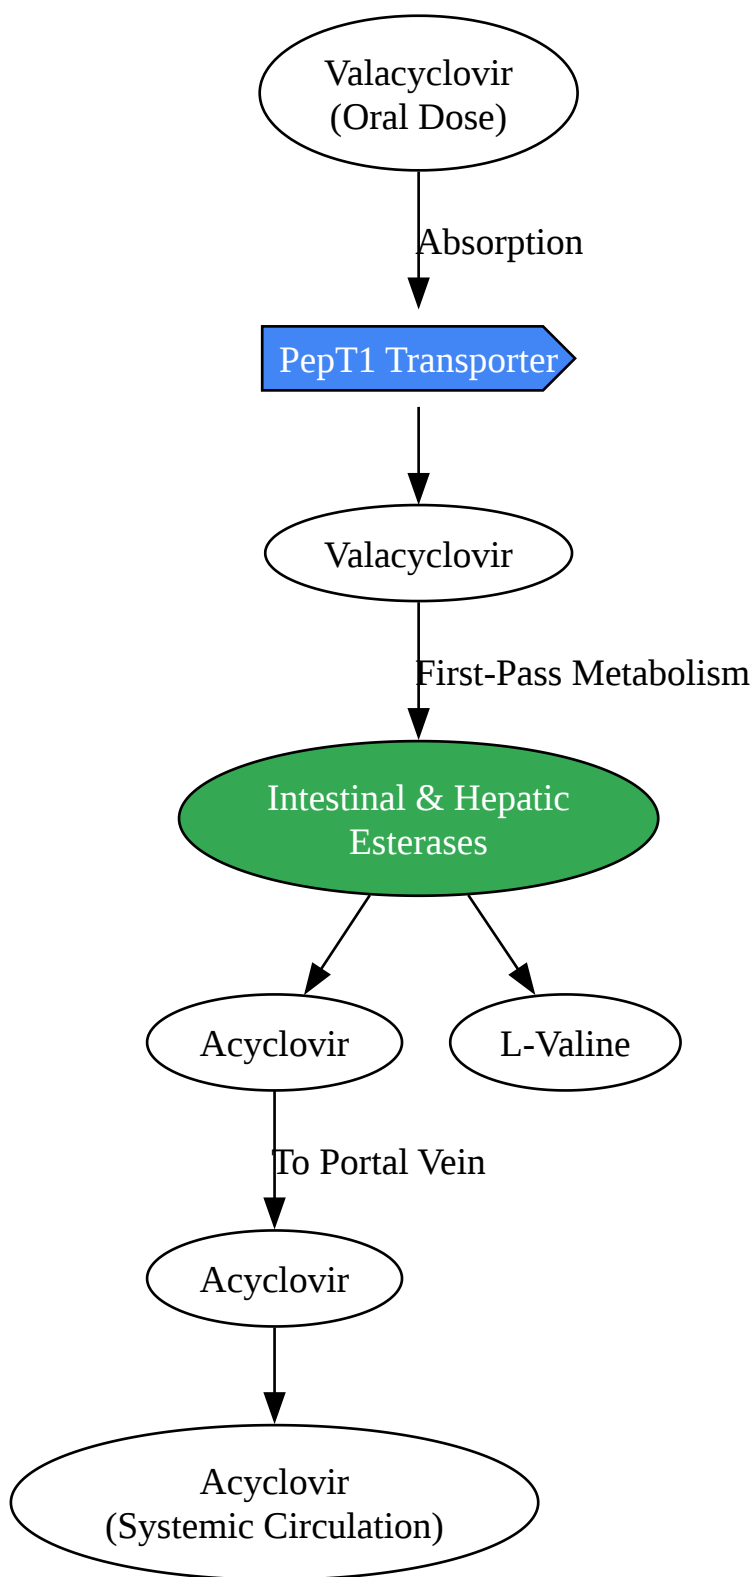 Valacyclovir
(Oral Dose)
Absorption
PepT1 Transporter
Valacyclovir
First-Pass Metabolism
Intestinal & Hepatic
Esterases
Acyclovir
L-Valine
To Portal Vein
Acyclovir
Acyclovir
(Systemic Circulation)